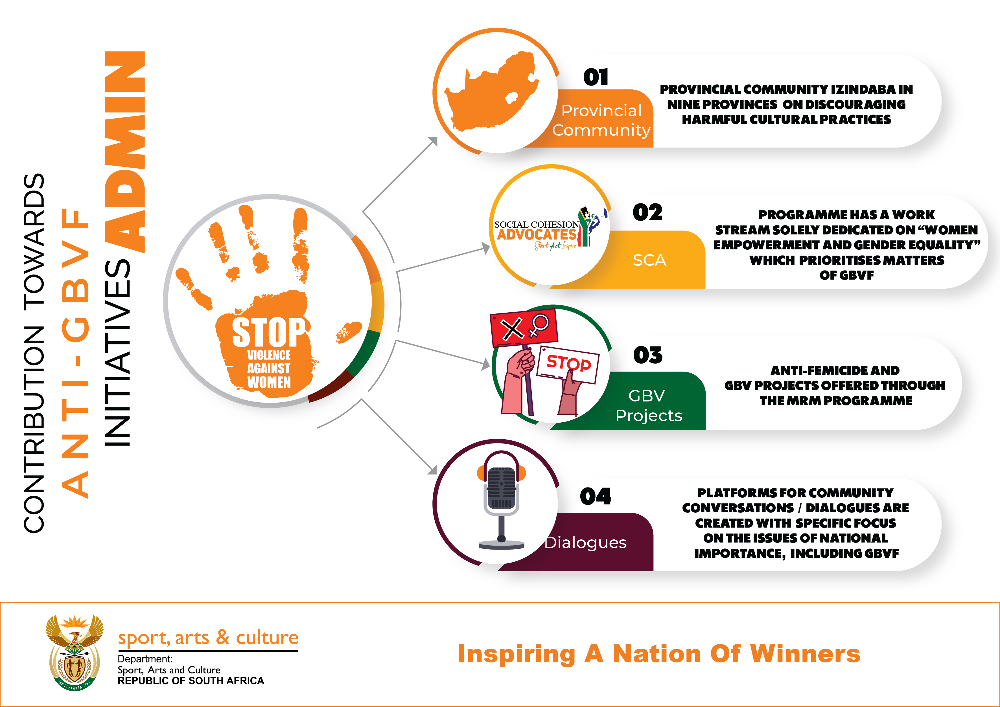 CONTRIBUTION TOWARDS
ANTI-GBVF
INITIATIVES ADMIN
STOP
VIOLENCE
AGAINST
WOMEN
01
Provincial
Community
PROVINCIAL COMMUNITY IZINDABA IN
NINE PROVINCES ON DISCOURAGING
HARMFUL CULTURAL PRACTICES
SOCIAL COHESION
ADVOCATES
Start. Act. Inspire
02
SCA
PROGRAMME HAS A WORK
STREAM SOLELY DEDICATED ON “WOMEN
EMPOWERMENT AND GENDER EQUALITY”
WHICH PRIORITISES MATTERS
OF GBVF
STOP
03
GBV
Projects
ANTI-FEMICIDE AND
GBV PROJECTS OFFERED THROUGH
THE MRM PROGRAMME
04
Dialogues
PLATFORMS FOR COMMUNITY
CONVERSATIONS / DIALOGUES ARE
CREATED WITH SPECIFIC FOCUS
ON THE ISSUES OF NATIONAL
IMPORTANCE, INCLUDING GBVF
!KE E: /XARRA //KE
sport, arts & culture
Department:
Sport, Arts and Culture
REPUBLIC OF SOUTH AFRICA
Inspiring A Nation Of Winners